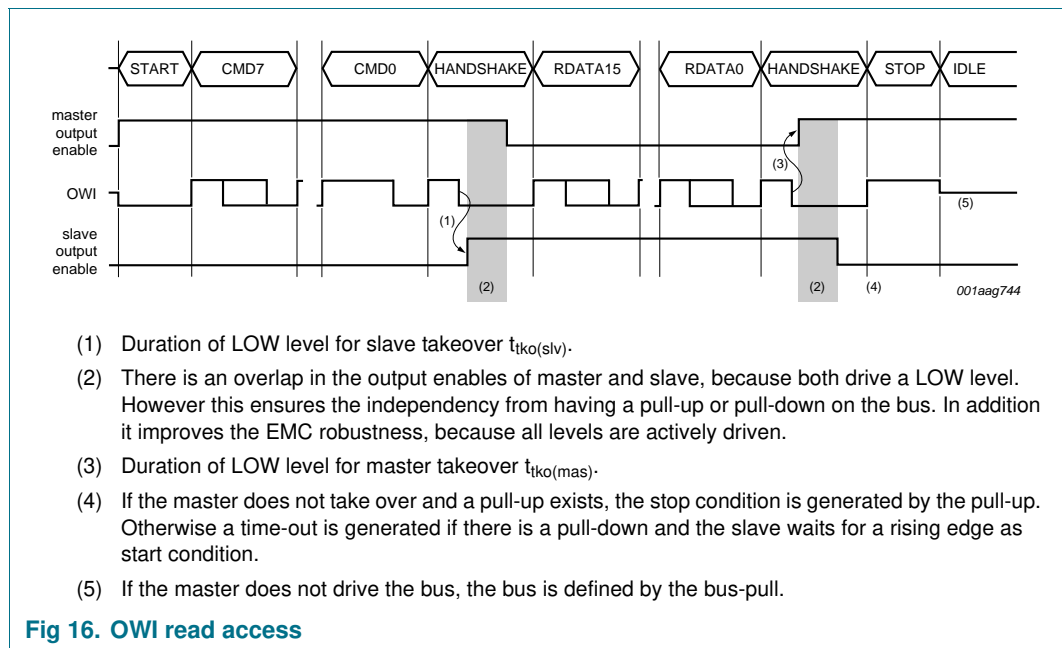 START CMD7 CMD0 HANDSHAKE RDATA15 RDATA0 HANDSHAKE STOP IDLE
master
output
enable
(3)
OWI
(5)
(1)
slave
output
enable
(2) (2) (4)
001aag744
(1) Duration of LOW level for slave takeover ttko(slv).
(2) There is an overlap in the output enables of master and slave, because both drive a LOW level.
However this ensures the independency from having a pull-up or pull-down on the bus. In addition
it improves the EMC robustness, because all levels are actively driven.
(3) Duration of LOW level for master takeover ttko(mas).
(4) If the master does not take over and a pull-up exists, the stop condition is generated by the pull-up.
Otherwise a time-out is generated if there is a pull-down and the slave waits for a rising edge as
start condition.
(5) If the master does not drive the bus, the bus is defined by the bus-pull.
Fig 16. OWI read access